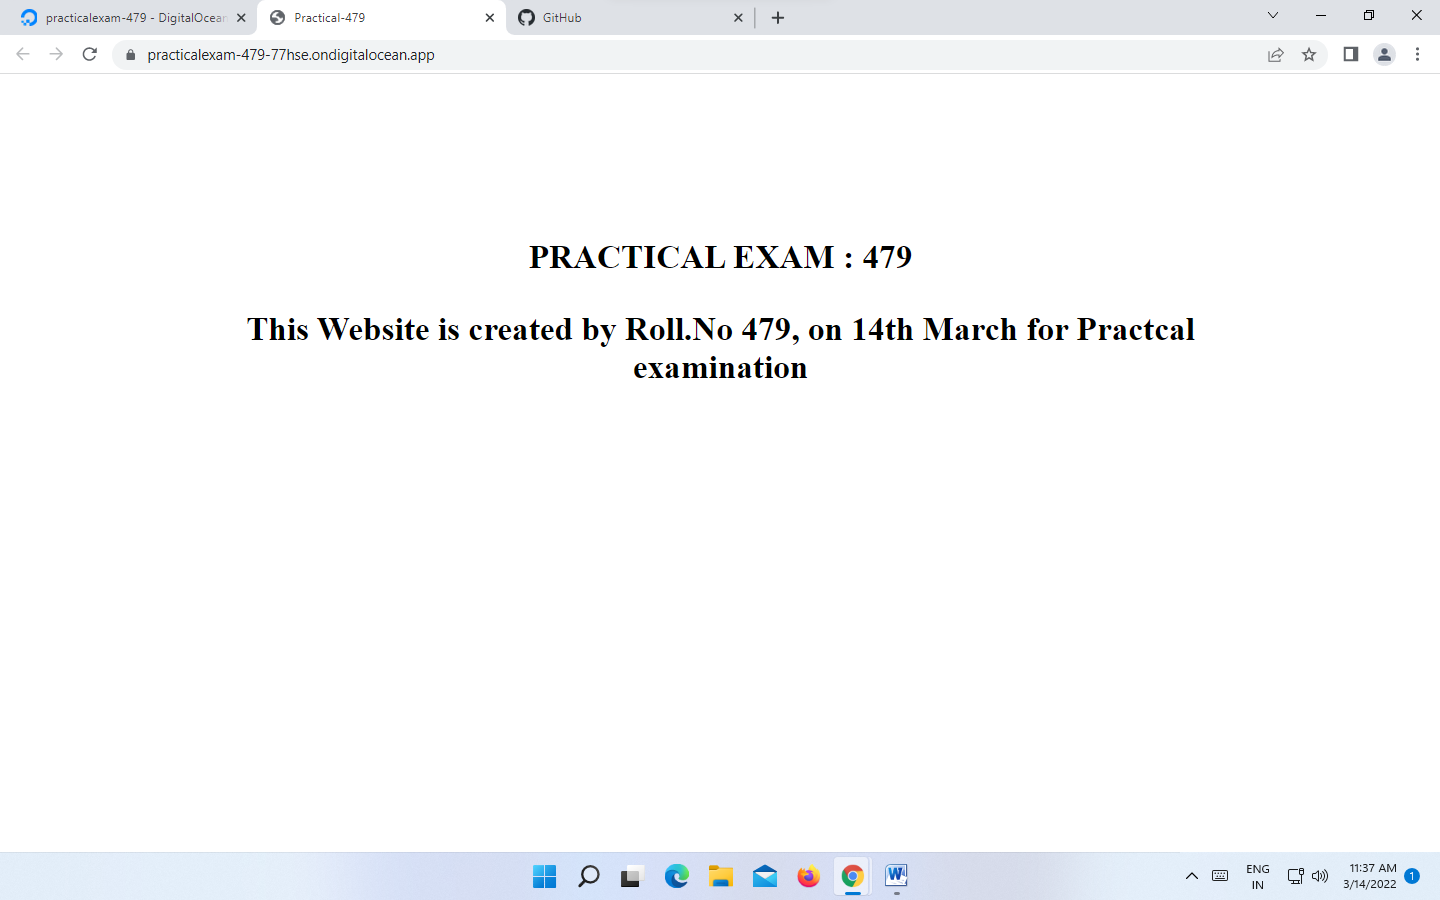 practicalexam-479 - DigitalOcean
Practical-479
GitHub
practicalexam-479-77hse.ondigitalocean.app
PRACTICAL EXAM : 479
This Website is created by Roll.No 479, on 14th March for Practcal
examination
ENG
IN
11:37 AM
3/14/2022
1